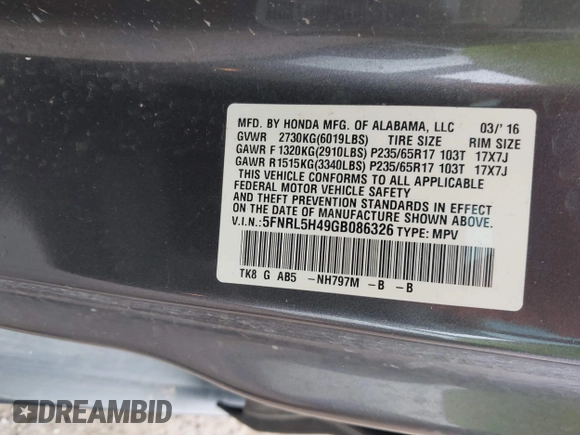 MFD. BY HONDA MFG. OF ALABAMA, LLC 03/'16
GVWR 2730KG(6019LBS) TIRE SIZE RIM SIZE
GAWR F 1320KG(2910LBS) P235/65R17 103T 17X7J
GAWR R 1515KG(3340LBS) P235/65R17 103T 17X7J
THIS VEHICLE CONFORMS TO ALL APPLICABLE
FEDERAL MOTOR VEHICLE SAFETY
AND THEFT PREVENTION STANDARDS IN EFFECT
ON THE DATE OF MANUFACTURE SHOWN ABOVE.
V.I.N.:5FNRL5H49GB086326 TYPE: MPV
TK8 G AB5 -NH797M -B -B
DREAMBID